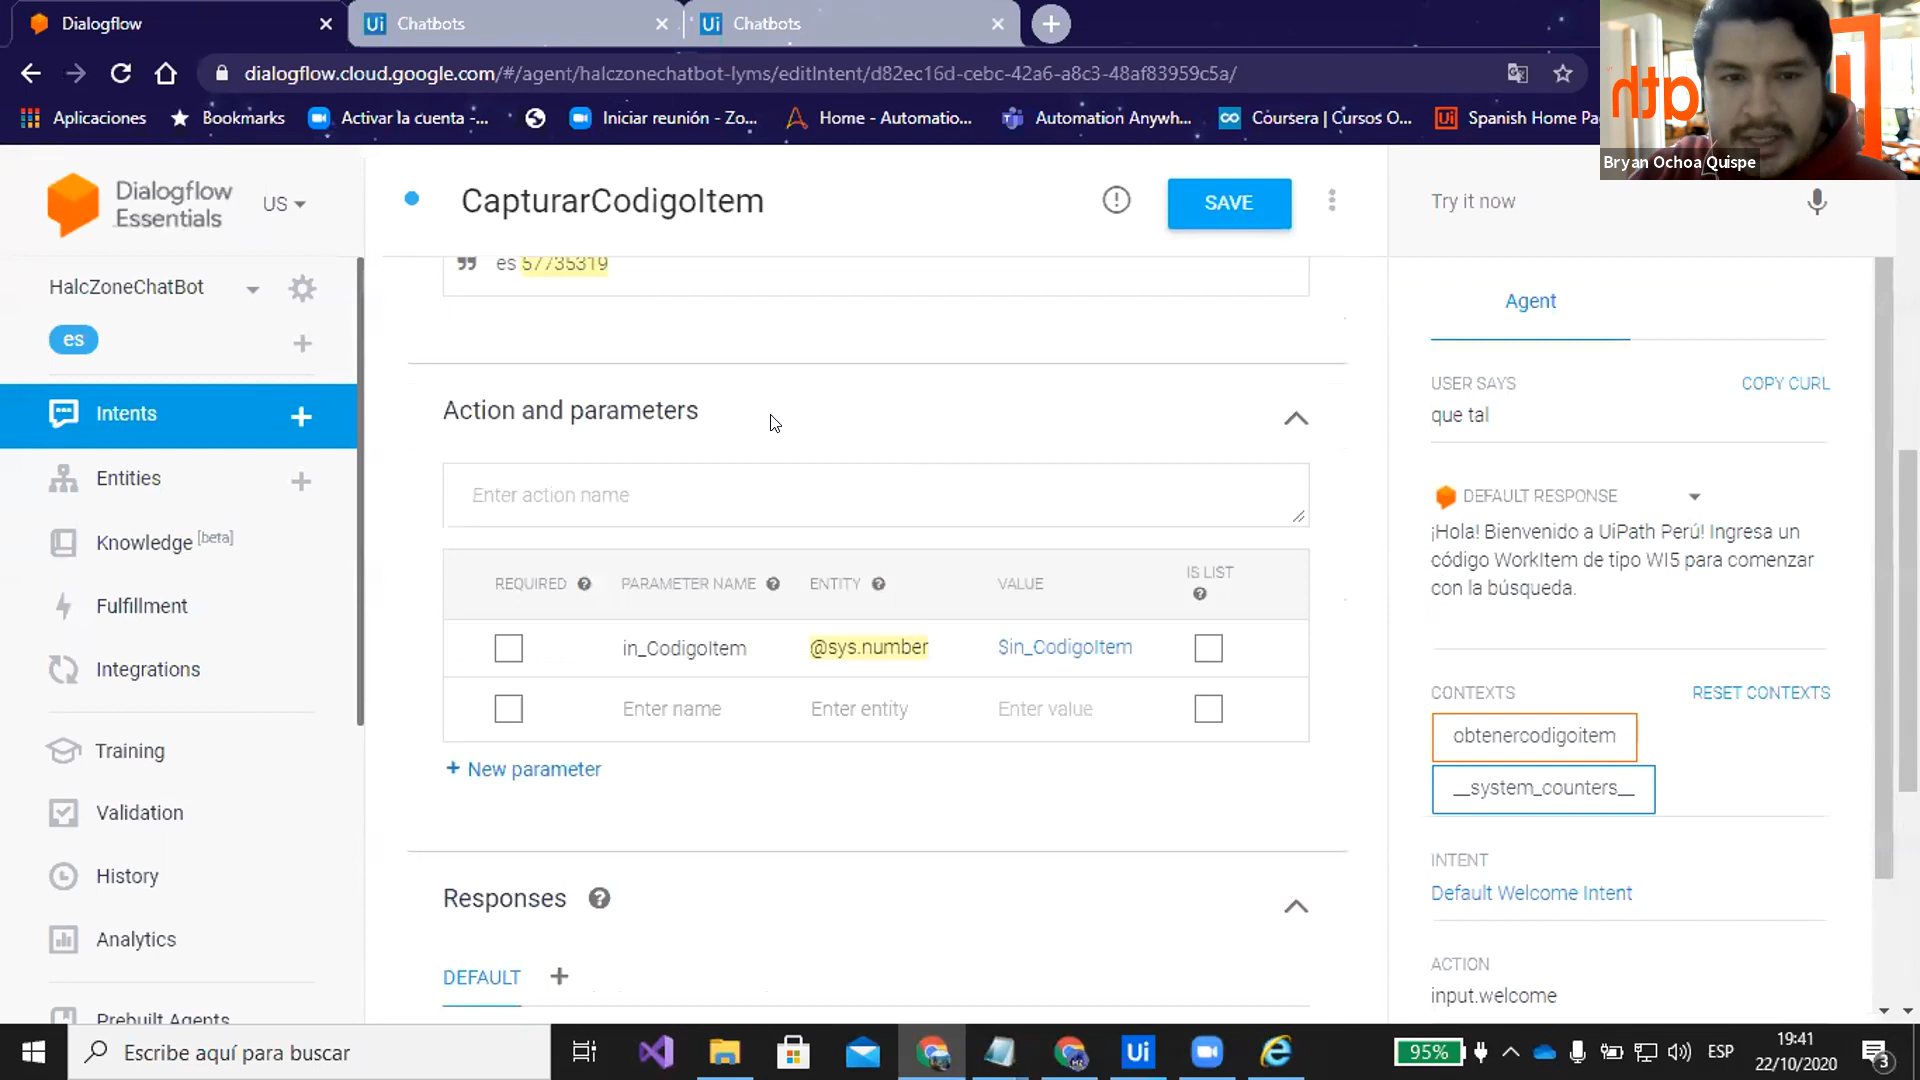 Dialogflow
Chatbots
Chatbots
dialogflow.cloud.google.com/#/agent/halczonechatbot-lyms/editIntent/d82ec16d-cebc-42a6-a8c3-48af83959c5a/
Aplicaciones
Bookmarks
Activar la cuenta -...
Iniciar reunión - Zo...
Home - Automatio...
Automation Anywh...
Coursera | Cursos O...
Spanish Home Pa
Bryan Ochoa Quispe
Dialogflow
Essentials
US
CapturarCodigoItem
SAVE
Try it now
HalcZoneChatBot
es
Intents
Entities
Knowledge [beta]
Fulfillment
Integrations
Training
Validation
History
Analytics
Prebuilt Agents
es 57735319
Action and parameters
Enter action name
REQUIRED
PARAMETER NAME
ENTITY
VALUE
IS LIST
in_CodigoItem
@sys.number
$in_CodigoItem
Enter name
Enter entity
Enter value
+ New parameter
Responses
DEFAULT +
Agent
USER SAYS
COPY CURL
que tal
DEFAULT RESPONSE
¡Hola! Bienvenido a UiPath Perú! Ingresa un
código WorkItem de tipo WI5 para comenzar
con la búsqueda.
CONTEXTS
RESET CONTEXTS
obtenercodigoitem
__system_counters__
INTENT
Default Welcome Intent
ACTION
input.welcome
Escribe aquí para buscar
Ui
95%
ESP
19:41
22/10/2020
3